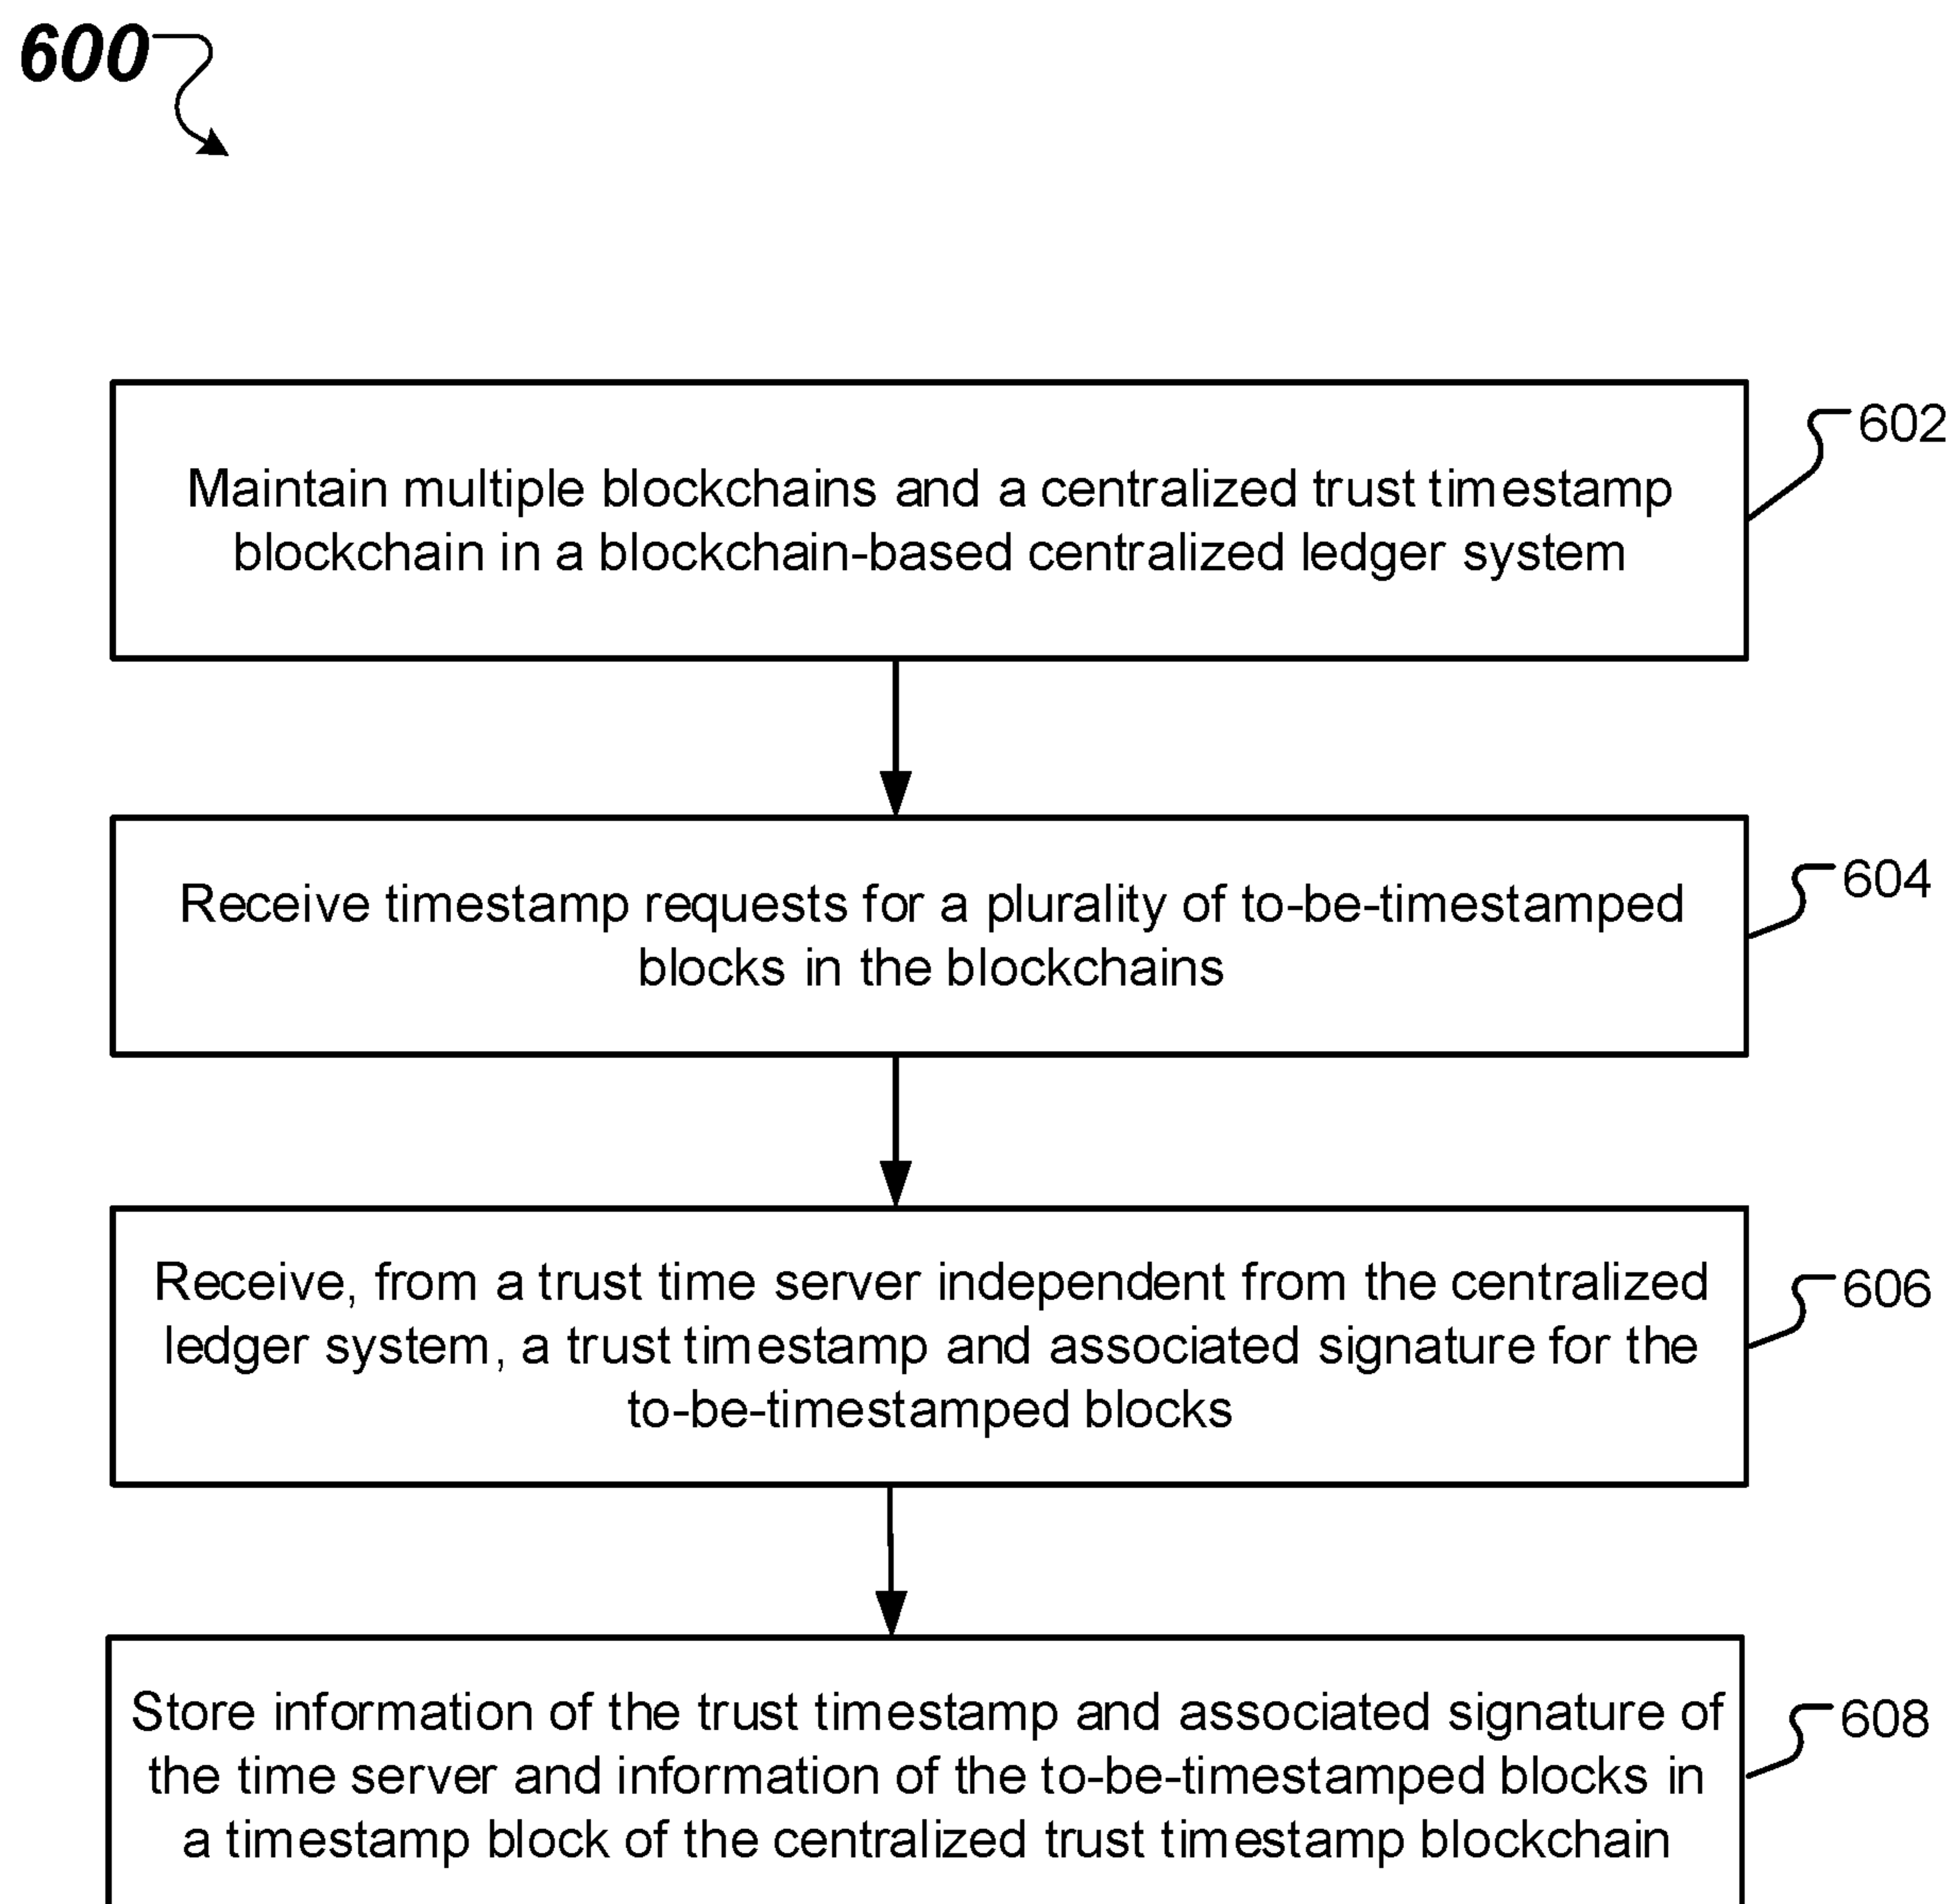 600
Maintain multiple blockchains and a centralized trust timestamp
blockchain in a blockchain-based centralized ledger system
602
Receive timestamp requests for a plurality of to-be-timestamped
blocks in the blockchains
604
Receive, from a trust time server independent from the centralized
ledger system, a trust timestamp and associated signature for the
to-be-timestamped blocks
606
Store information of the trust timestamp and associated signature of
the time server and information of the to-be-timestamped blocks in
a timestamp block of the centralized trust timestamp blockchain
608